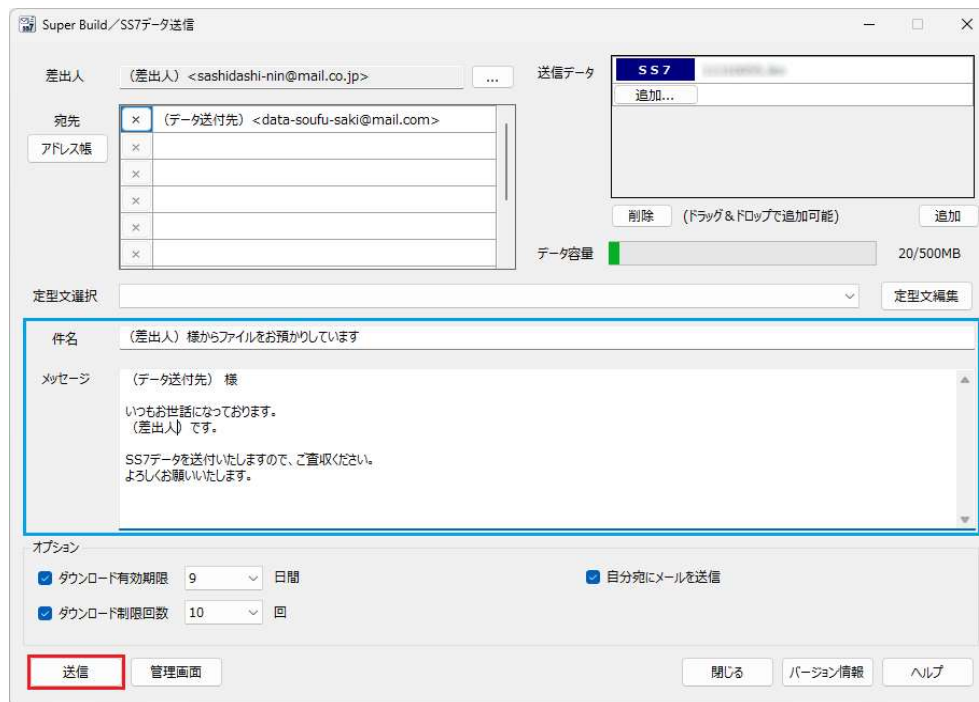 Super Build／SS7データ送信
差出人
（差出人）<sashidashi-nin@mail.co.jp>
...
送信データ
SS7
追加...
宛先
アドレス帳
（データ送付先）<data-soufu-saki@mail.com>
削除
(ドラッグ＆ドロップで追加可能)
追加
データ容量
20/500MB
定型文選択
定型文編集
件名
（差出人）様からファイルをお預かりしています
メッセージ
（データ送付先） 様
いつもお世話になっております。
（差出人）です。
SS7データを送付いたしますので、ご査収ください。
よろしくお願いいたします。
オプション
ダウンロード有効期限 9 日間
自分宛にメールを送信
ダウンロード制限回数 10 回
送信
管理画面
閉じる
バージョン情報
ヘルプ